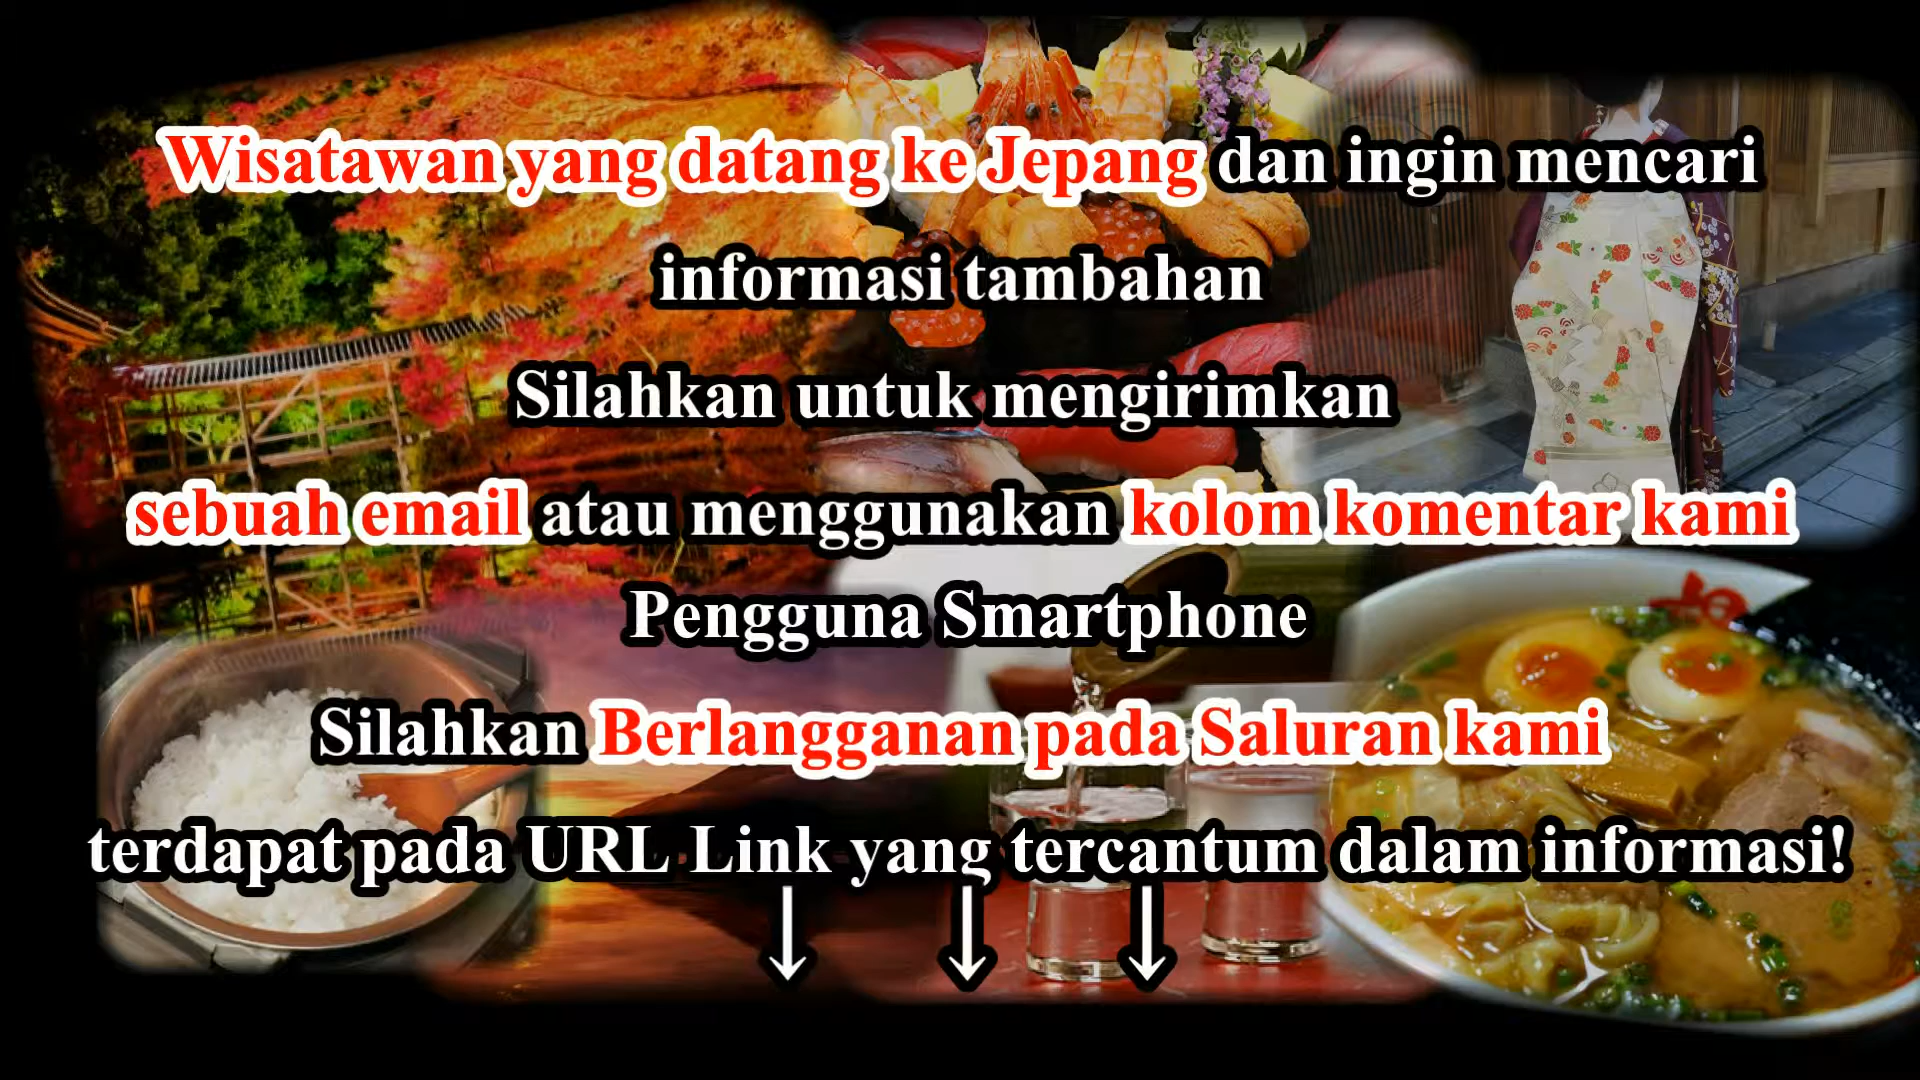 Wisatawan yang datang ke Jepang dan ingin mencari
informasi tambahan
Silahkan untuk mengirimkan
sebuah email atau menggunakan kolom komentar kami
Pengguna Smartphone
Silahkan Berlangganan pada Saluran kami
terdapat pada URL Link yang tercantum dalam informasi!
↓ ↓ ↓